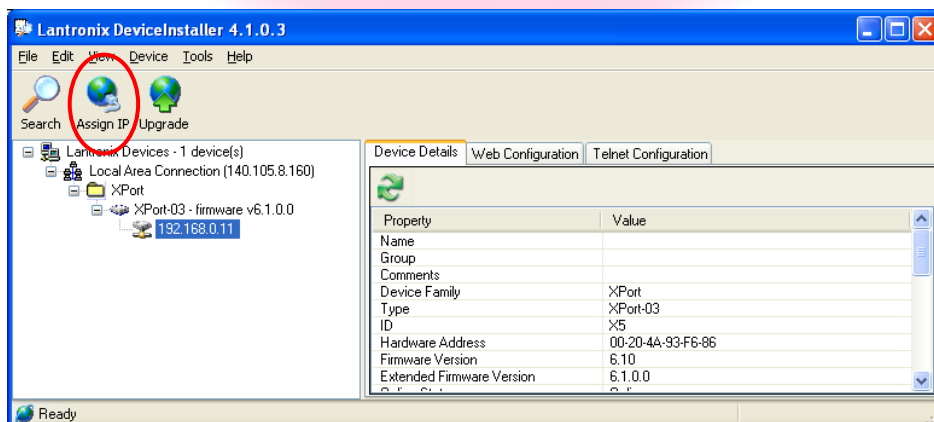 Lantronix DeviceInstaller 4.1.0.3
File Edit View Device Tools Help
Search Assign IP Upgrade
Lantronix Devices - 1 device(s)
Local Area Connection (140.105.8.160)
XPort
XPort-03 - firmware v6.1.0.0
192.168.0.11
Device Details Web Configuration Telnet Configuration
Property Value
Name
Group
Comments
Device Family XPort
Type XPort-03
ID X5
Hardware Address 00-20-4A-93-F6-86
Firmware Version 6.10
Extended Firmware Version 6.1.0.0
Ready